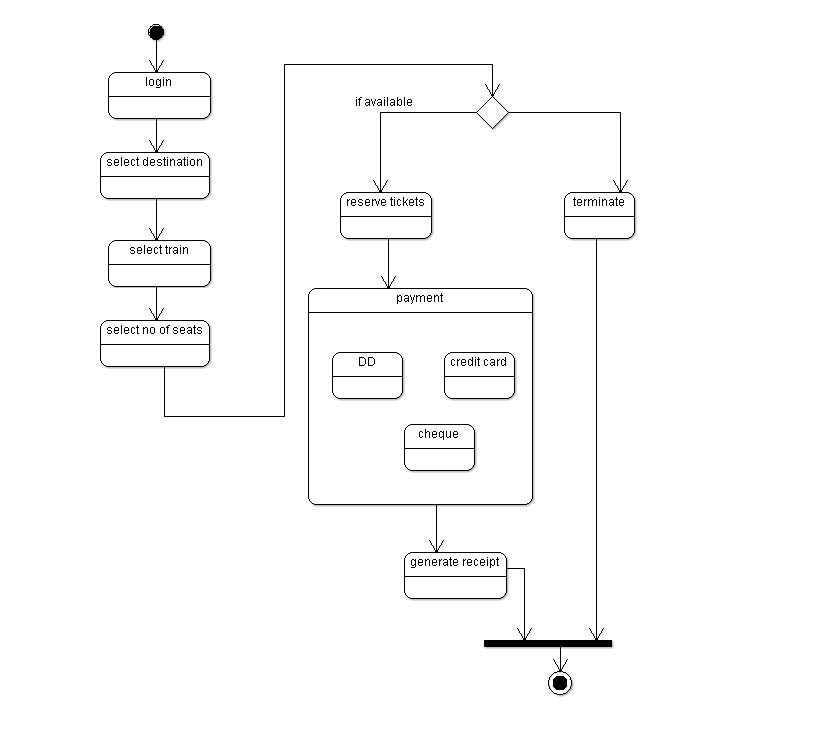 login
select destination
select train
select no of seats
if available
reserve tickets
terminate
payment
DD
credit card
cheque
generate receipt